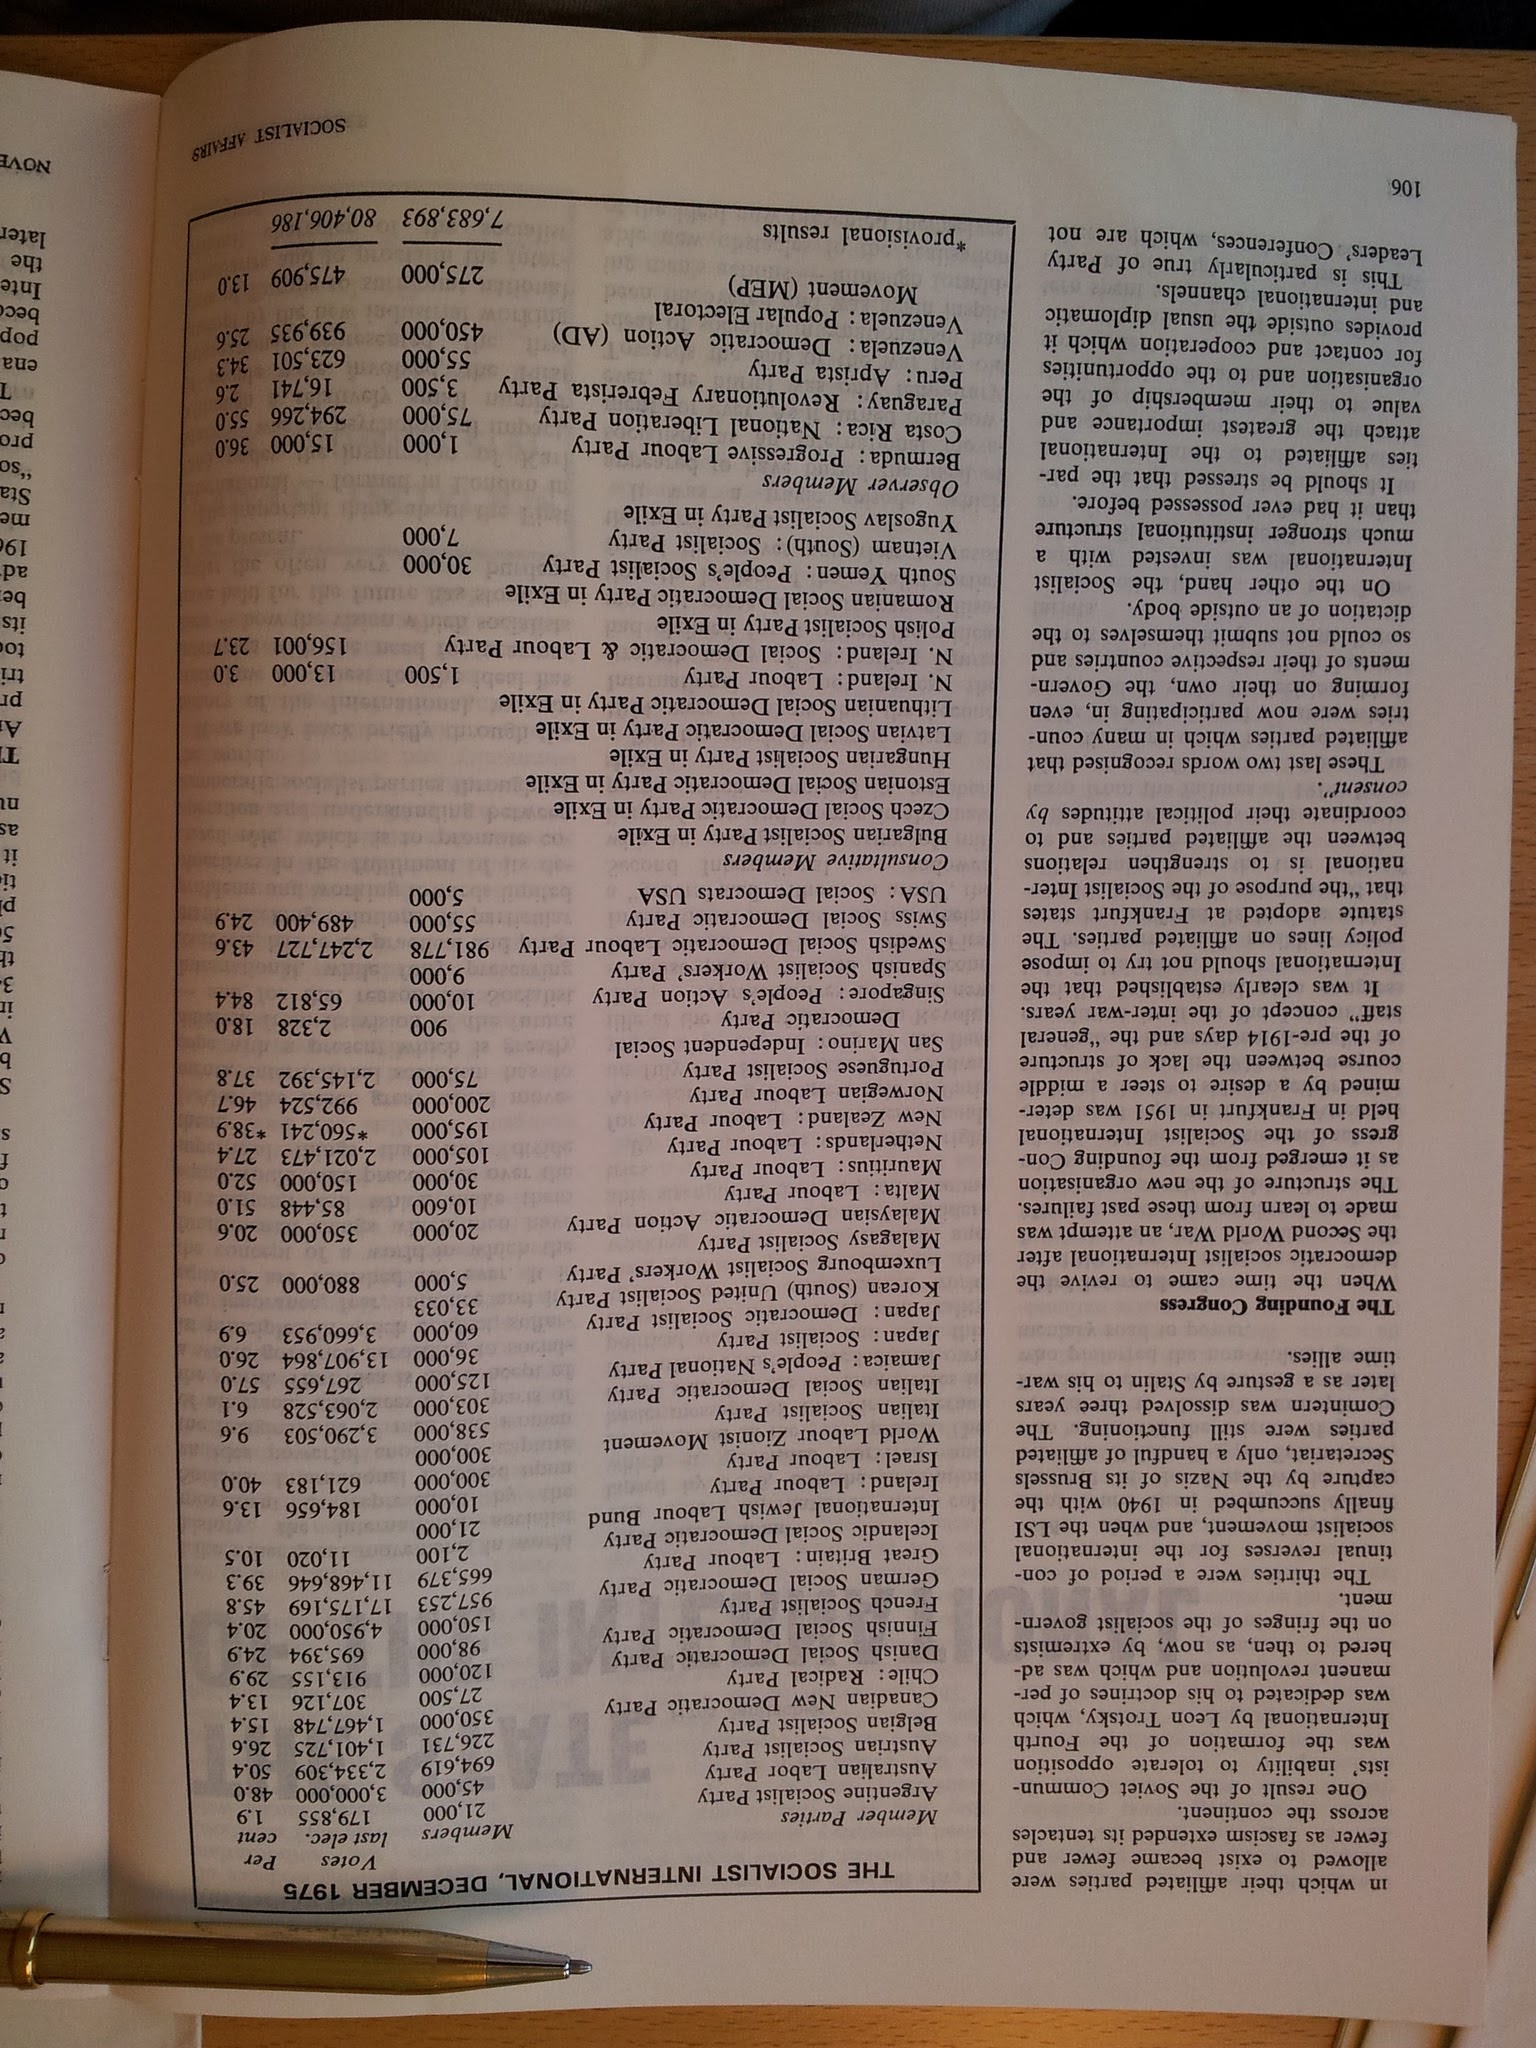 in which their affiliated parties were
allowed to exist became fewer and
fewer as fascism extended its tentacles
across the continent.
One result of the Soviet Commun-
ists' inability to tolerate opposition
was the formation of the Fourth
International by Leon Trotsky, which
was dedicated to his doctrines of per-
manent revolution and which was ad-
hered to then, as now, by extremists
on the fringes of the socialist govern-
ment.
The thirties were a period of con-
tinual reverses for the international
socialist movement, and when the LSI
finally succumbed in 1940 with the
capture by the Nazis of its Brussels
Secretariat, only a handful of affiliated
parties were still functioning. The
Comintern was dissolved three years
later as a gesture by Stalin to his war-
time allies.
The Founding Congress
When the time came to revive the
democratic socialist International after
the Second World War, an attempt was
made to learn from these past failures.
The structure of the new organisation
as it emerged from the founding Con-
gress of the Socialist International
held in Frankfurt in 1951 was deter-
mined by a desire to steer a middle
course between the lack of structure
of the pre-1914 days and the "general
staff" concept of the inter-war years.
It was clearly established that the
International should not try to impose
policy lines on affiliated parties. The
statute adopted at Frankfurt states
that "the purpose of the Socialist Inter-
national is to strengthen relations
between the affiliated parties and to
coordinate their political attitudes by
consent".
These last two words recognised that
affiliated parties which in many coun-
tries were now participating in, even
forming on their own, the Govern-
ments of their respective countries and
so could not submit themselves to the
dictation of an outside body.
On the other hand, the Socialist
International was invested with a
much stronger institutional structure
than it had ever possessed before.
It should be stressed that the par-
ties affiliated to the International
attach the greatest importance and
value to their membership of the
organisation and to the opportunities
for contact and cooperation which it
provides outside the usual diplomatic
and international channels.
This is particularly true of Party
Leaders' Conferences, which are not
106
THE SOCIALIST INTERNATIONAL, DECEMBER 1975
Votes Per
Members last elec. cent
Member Parties
Argentine Socialist Party 21,000 179,855 1.9
Australian Labor Party 45,000 3,000,000 48.0
Austrian Socialist Party 694,619 2,334,309 50.4
Belgian Socialist Party 226,731 1,401,725 26.6
Canadian New Democratic Party 350,000 1,467,748 15.4
Chile: Radical Party 27,500 307,126 13.4
Danish Social Democratic Party 120,000 913,155 29.9
Finnish Social Democratic Party 98,000 695,394 24.9
French Socialist Party 150,000 4,950,000 20.4
German Social Democratic Party 957,253 17,175,169 45.8
Great Britain: Labour Party 665,379 11,468,646 39.3
Icelandic Social Democratic Party 2,100 11,020 10.5
International Jewish Labour Bund 21,000
Ireland: Labour Party 10,000 184,656 13.6
Israel: Labour Party 300,000 621,183 40.0
World Labour Zionist Movement 300,000
Italian Socialist Party 538,000 3,290,503 9.6
Italian Social Democratic Party 303,000 2,063,528 6.1
Jamaica: People's National Party 125,000 267,655 57.0
Japan: Socialist Party 36,000 13,907,864 26.0
Japan: Democratic Socialist Party 60,000 3,660,953 6.9
Korean (South) United Socialist Party 33,033
Luxembourg Socialist Workers' Party 5,000 880,000 25.0
Malagasy Socialist Party
Malaysian Democratic Action Party 20,000 350,000 20.6
Malta: Labour Party 10,600 85,448 51.0
Mauritius: Labour Party 30,000 150,000 52.0
Netherlands: Labour Party 105,000 2,021,473 27.4
New Zealand: Labour Party 195,000 *560,241 *38.9
Norwegian Labour Party 200,000 992,524 46.7
Portuguese Socialist Party 75,000 2,145,392 37.8
San Marino: Independent Social
Democratic Party 900 2,328 18.0
Singapore: People's Action Party 10,000 65,812 84.4
Spanish Socialist Workers' Party 9,000
Swedish Social Democratic Labour Party 981,778 2,247,727 43.6
Swiss Social Democratic Party 55,000 489,400 24.9
USA: Social Democrats USA 5,000
Consultative Members
Bulgarian Socialist Party in Exile
Czech Social Democratic Party in Exile
Estonian Social Democratic Party in Exile
Hungarian Socialist Party in Exile
Latvian Social Democratic Party in Exile
Lithuanian Social Democratic Party in Exile
N. Ireland: Labour Party 1,500 13,000 3.0
N. Ireland: Social Democratic & Labour Party 156,001 23.7
Polish Socialist Party in Exile
Romanian Social Democratic Party in Exile
South Yemen: People's Socialist Party 30,000
Vietnam (South): Socialist Party 7,000
Yugoslav Socialist Party in Exile
Observer Members
Bermuda: Progressive Labour Party 1,000 15,000 36.0
Costa Rica: National Liberation Party 75,000 294,266 55.0
Paraguay: Revolutionary Febrerista Party 3,500 16,741 2.6
Peru: Aprista Party 55,000 623,501 34.3
Venezuela: Democratic Action (AD) 450,000 939,935 25.6
Venezuela: Popular Electoral
Movement (MEP) 275,000 475,909 13.0
*provisional results 7,683,893 80,406,186
SOCIALIST AFFAIRS